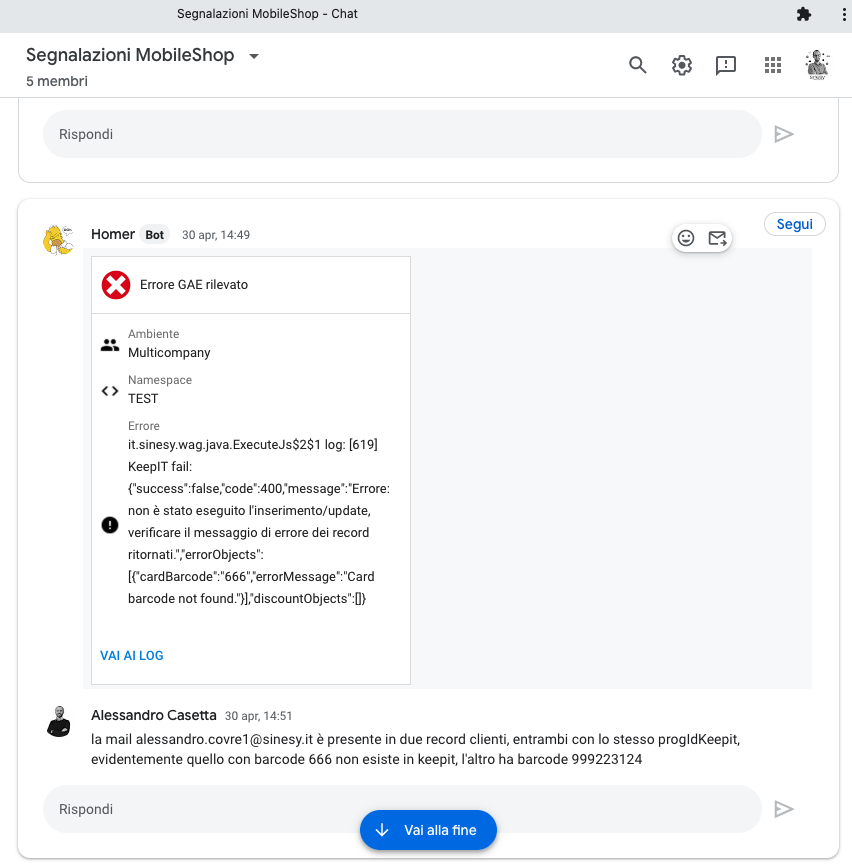 Segnalazioni MobileShop - Chat
Segnalazioni MobileShop
5 membri
Rispondi
Homer Bot 30 apr, 14:49
Segui
Errore GAE rilevato
Ambiente
Multicompany
Namespace
TEST
Errore
it.sinesy.wag.java.ExecuteJs$2$1 log: [619]
KeepIT fail:
{"success":false,"code":400,"message":"Errore:
non è stato eseguito l'inserimento/update,
verificare il messaggio di errore dei record
ritornati.","errorObjects":
[{"cardBarcode":"666","errorMessage":"Card
barcode not found."}],"discountObjects":[]}
VAI AI LOG
Alessandro Casetta 30 apr, 14:51
la mail alessandro.covre1@sinesy.it è presente in due record clienti, entrambi con lo stesso progIdKeepit,
evidentemente quello con barcode 666 non esiste in keepit, l'altro ha barcode 999223124
Rispondi
Vai alla fine